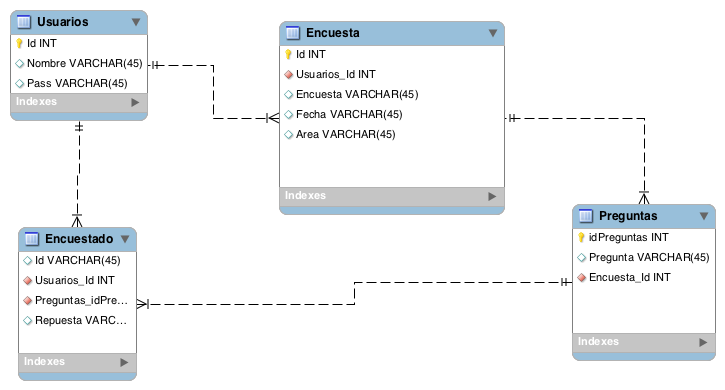 Usuarios
Id INT
Nombre VARCHAR(45)
Pass VARCHAR(45)
Indexes
Encuesta
Id INT
Usuarios_Id INT
Encuesta VARCHAR(45)
Fecha VARCHAR(45)
Area VARCHAR(45)
Indexes
Preguntas
idPreguntas INT
Pregunta VARCHAR(45)
Encuesta_Id INT
Indexes
Encuestado
Id VARCHAR(45)
Usuarios_Id INT
Preguntas_idPre...
Repuesta VARC...
Indexes